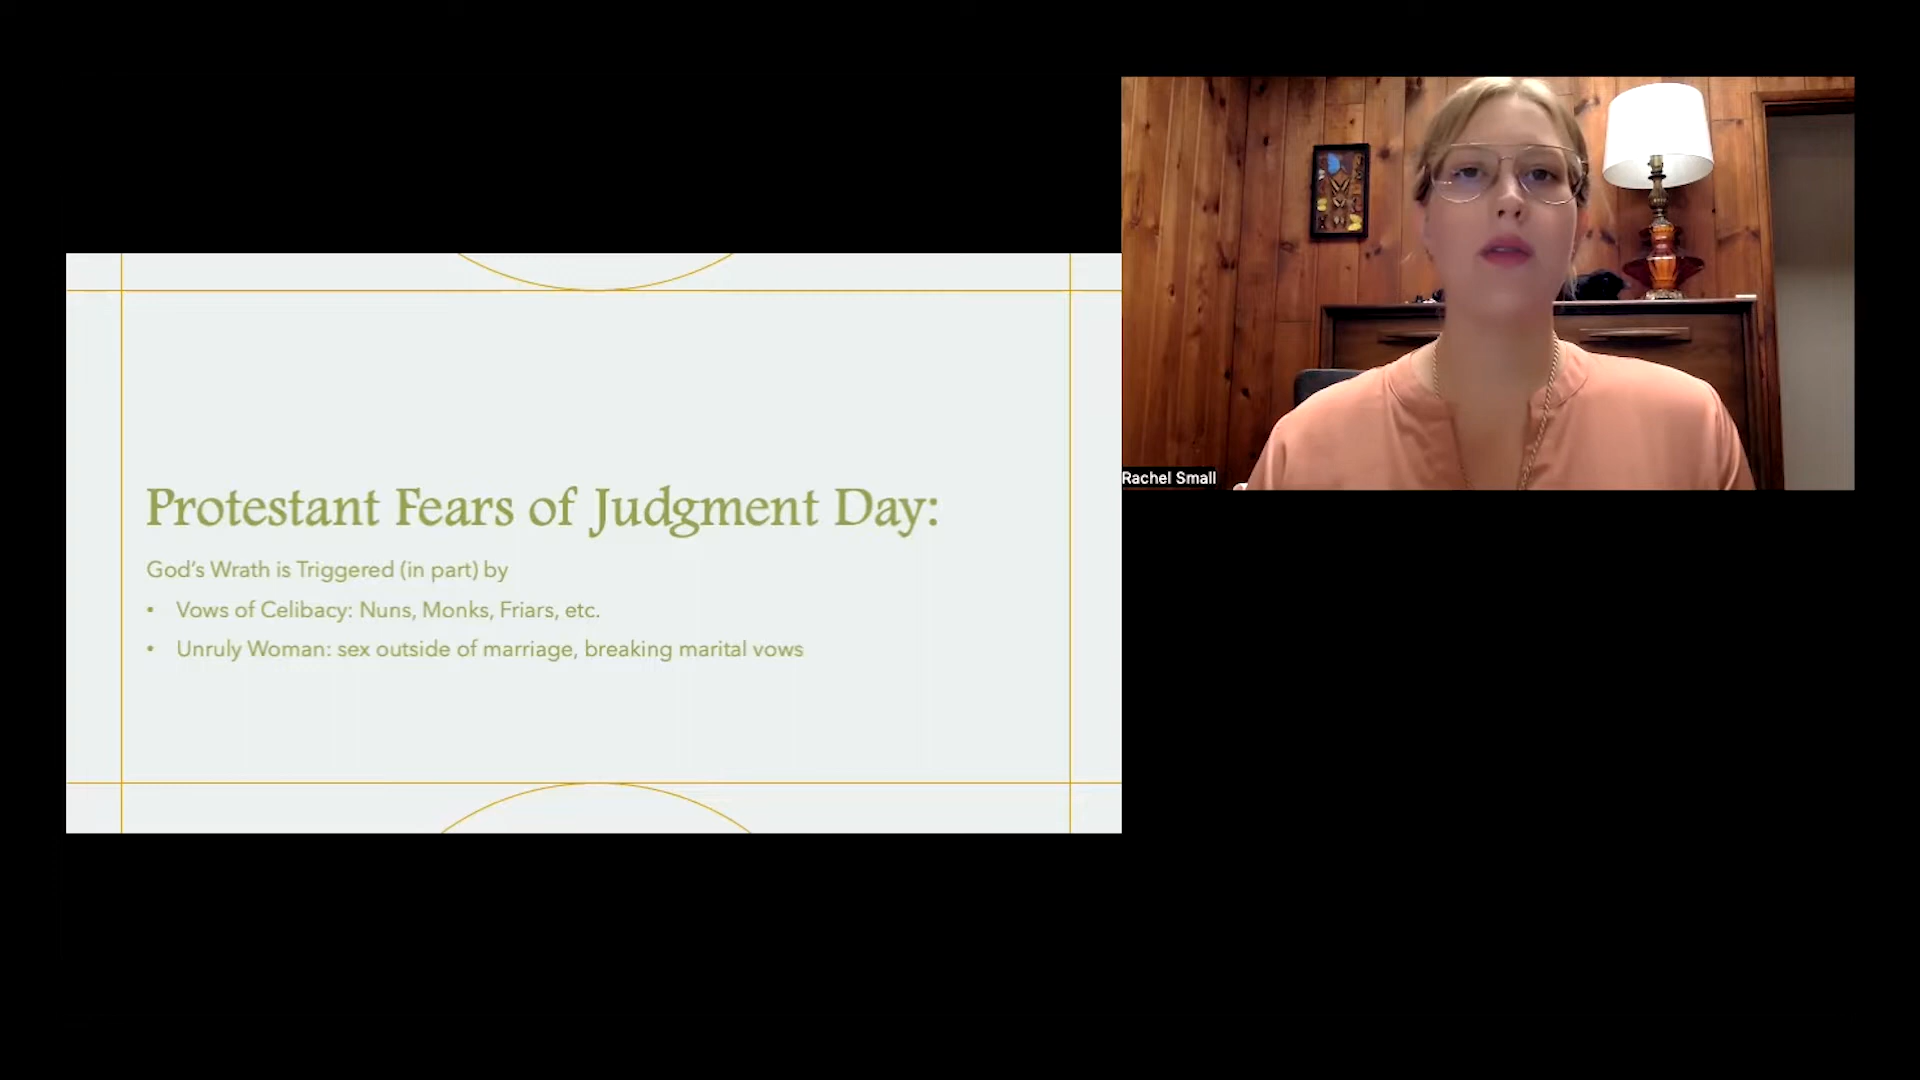 Protestant Fears of Judgment Day:
God's Wrath is Triggered (in part) by
• Vows of Celibacy: Nuns, Monks, Friars, etc.
• Unruly Woman: sex outside of marriage, breaking marital vows
Rachel Small